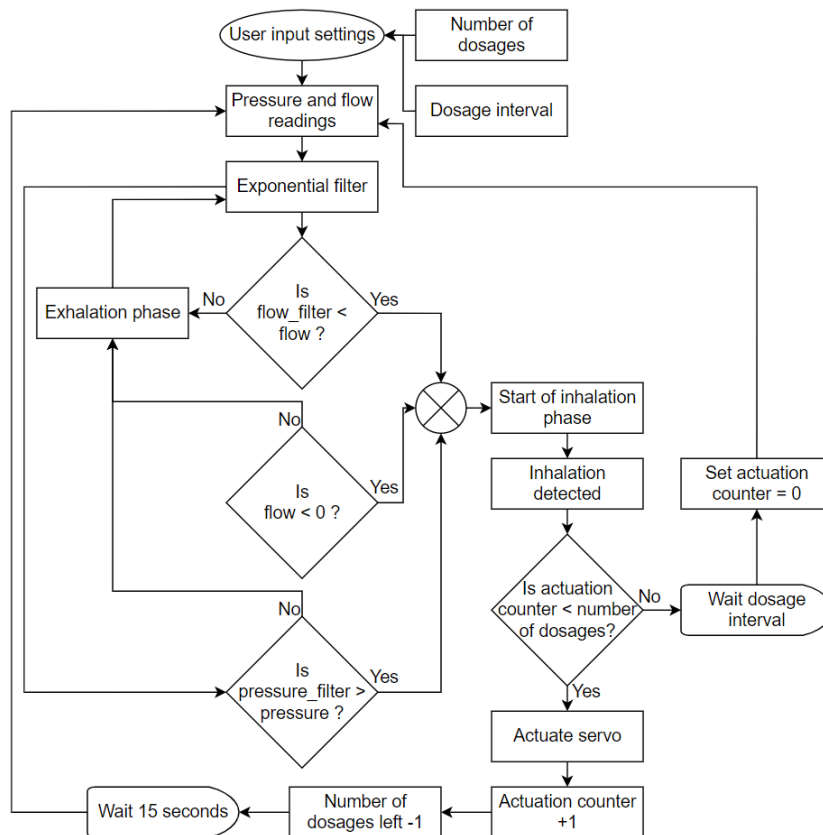 User input settings
Number of
dosages
Pressure and flow
readings
Dosage interval
Exponential filter
Is
flow_filter <
flow ?
No
Yes
Exhalation phase
Start of inhalation
phase
No
Is
flow < 0 ?
Yes
Inhalation
detected
Set actuation
counter = 0
Is actuation
counter < number
of dosages?
No
Wait dosage
interval
No
Is
pressure_filter >
pressure ?
Yes
Yes
Actuate servo
Wait 15 seconds
Number of
dosages left -1
Actuation counter
+1